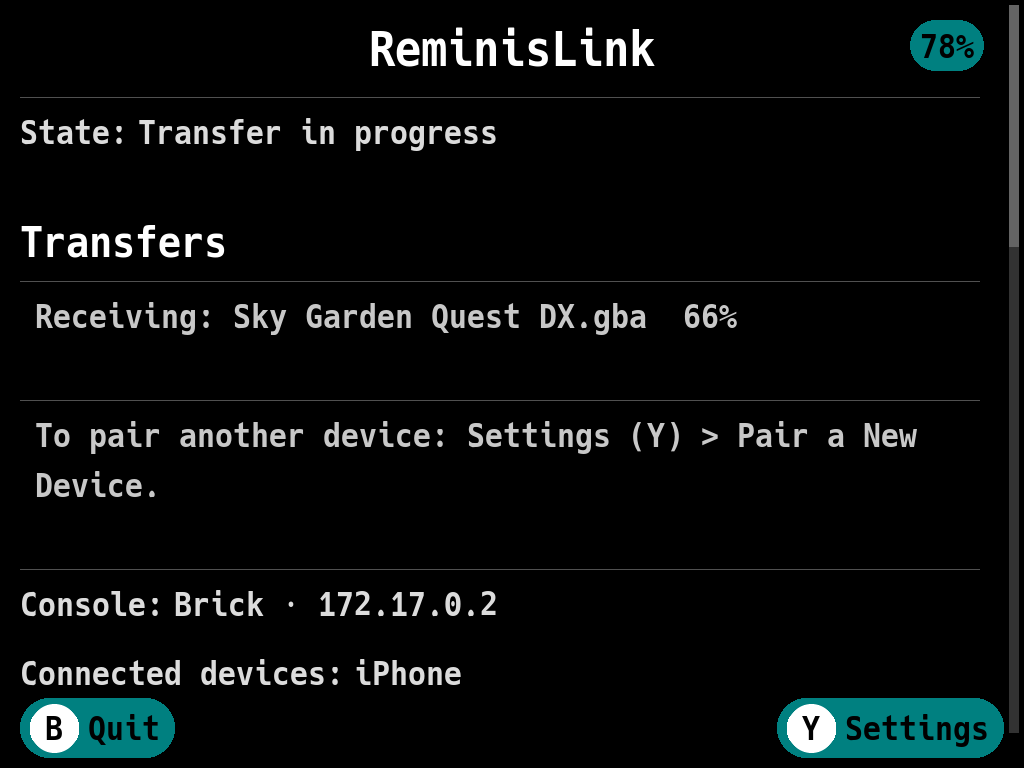 ReminisLink
78%
State: Transfer in progress
Transfers
Receiving: Sky Garden Quest DX.gba  66%
To pair another device: Settings (Y) > Pair a New
Device.
Console: Brick · 172.17.0.2
Connected devices: iPhone
B Quit
Y Settings